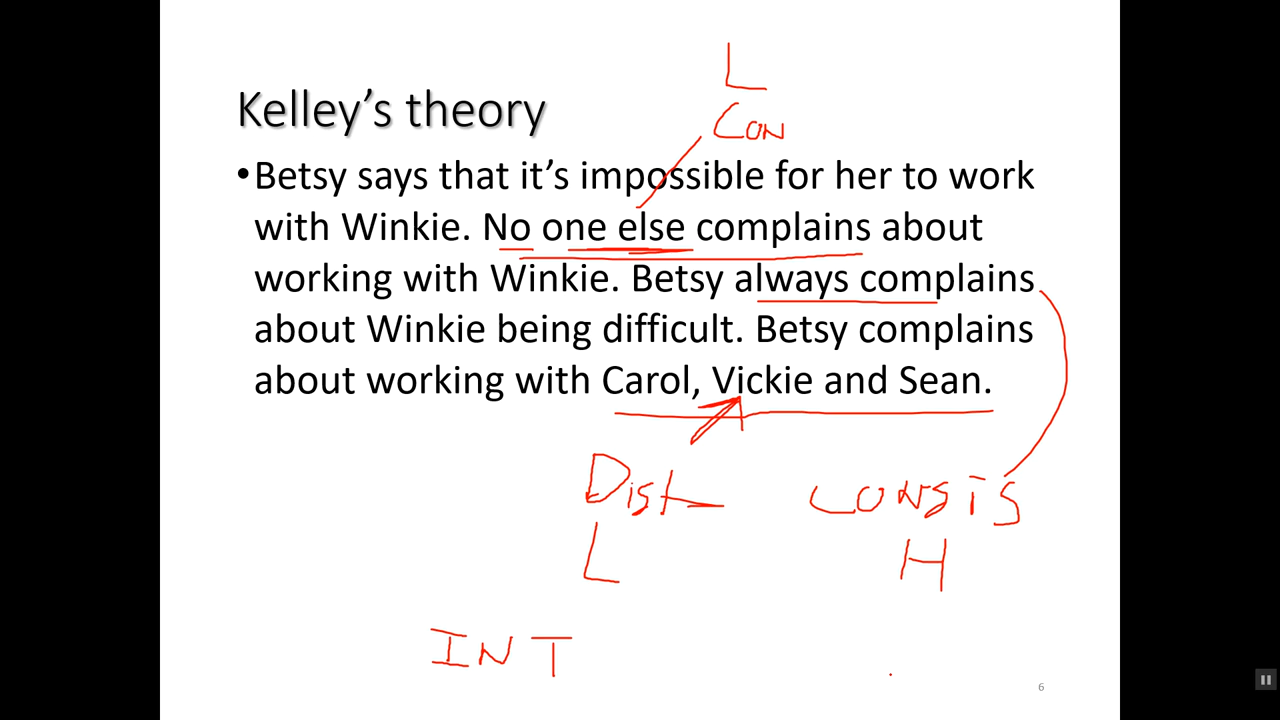 L
Kelley's theory
CON
•Betsy says that it's impossible for her to work
with Winkie. No one else complains about
working with Winkie. Betsy always complains
about Winkie being difficult. Betsy complains
about working with Carol, Vickie and Sean.
Dist CONSIS
L H
INT
6